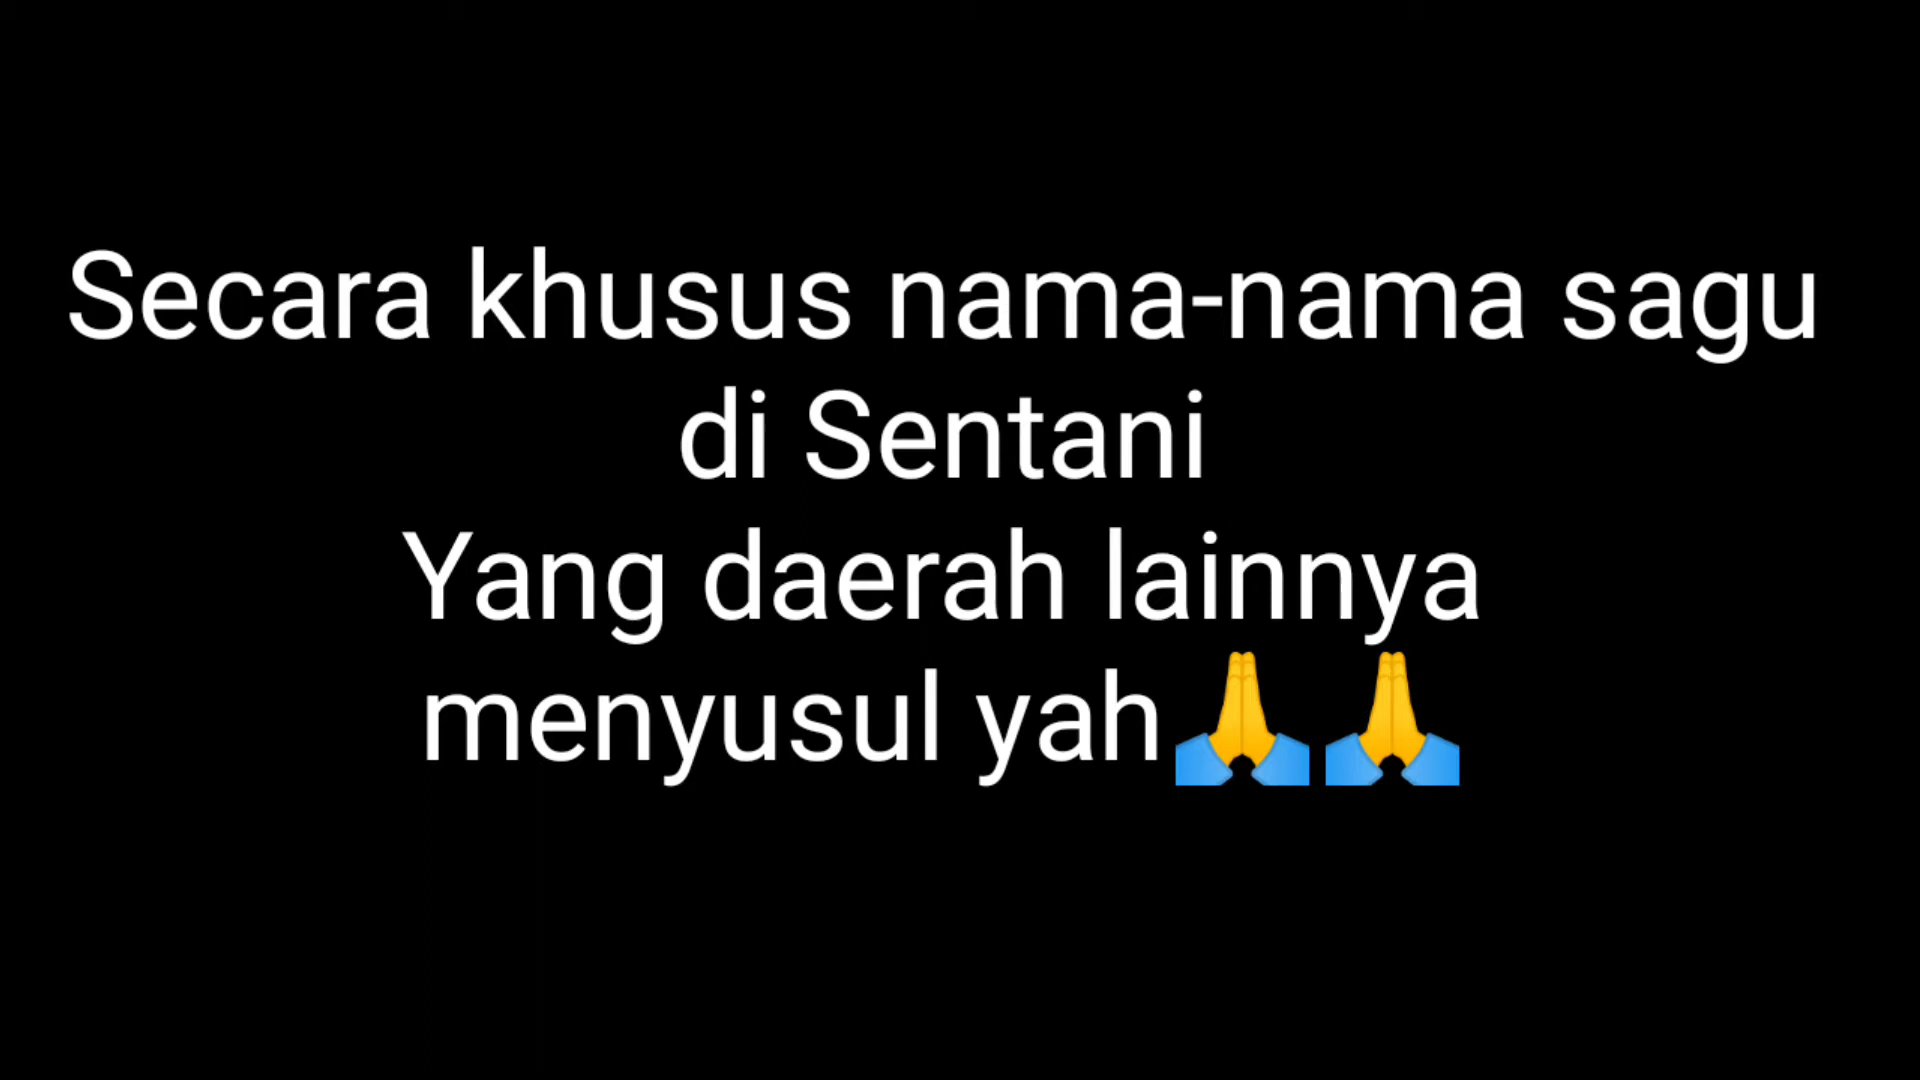 Secara khusus nama-nama sagu
di Sentani
Yang daerah lainnya
menyusul yah🙏🙏